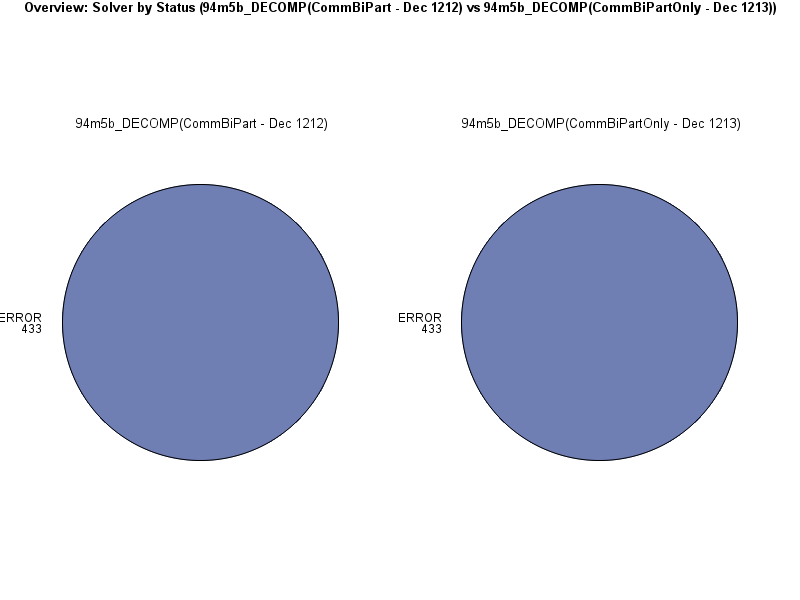 Overview: Solver by Status (94m5b_DECOMP(CommBiPart - Dec 1212) vs 94m5b_DECOMP(CommBiPartOnly - Dec 1213))
94m5b_DECOMP(CommBiPart - Dec 1212)
94m5b_DECOMP(CommBiPartOnly - Dec 1213)
ERROR
433
ERROR
433